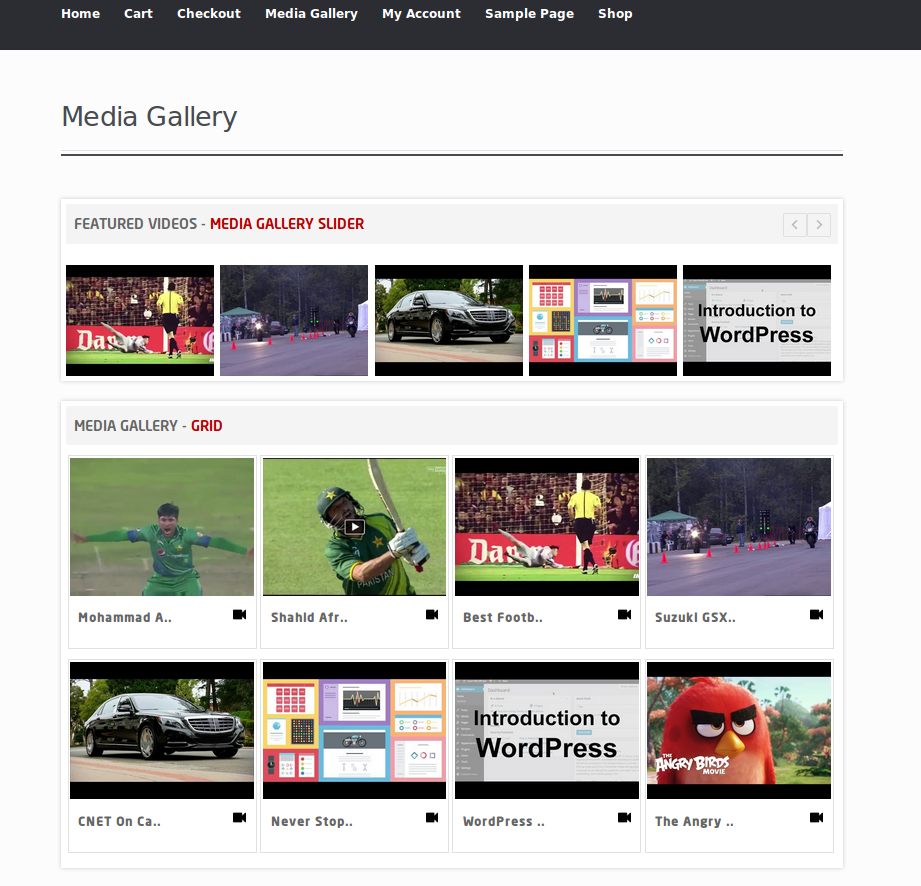 Home Cart Checkout Media Gallery My Account Sample Page Shop
Media Gallery
FEATURED VIDEOS - MEDIA GALLERY SLIDER
Introduction to
WordPress
MEDIA GALLERY - GRID
PAKISTAN
Mohammad A..
Shahid Afr..
Best Footb..
Suzuki GSX..
Introduction to
WordPress
THE
ANGRY BIRDS
MOVIE
CNET On Ca..
Never Stop..
WordPress ..
The Angry ..